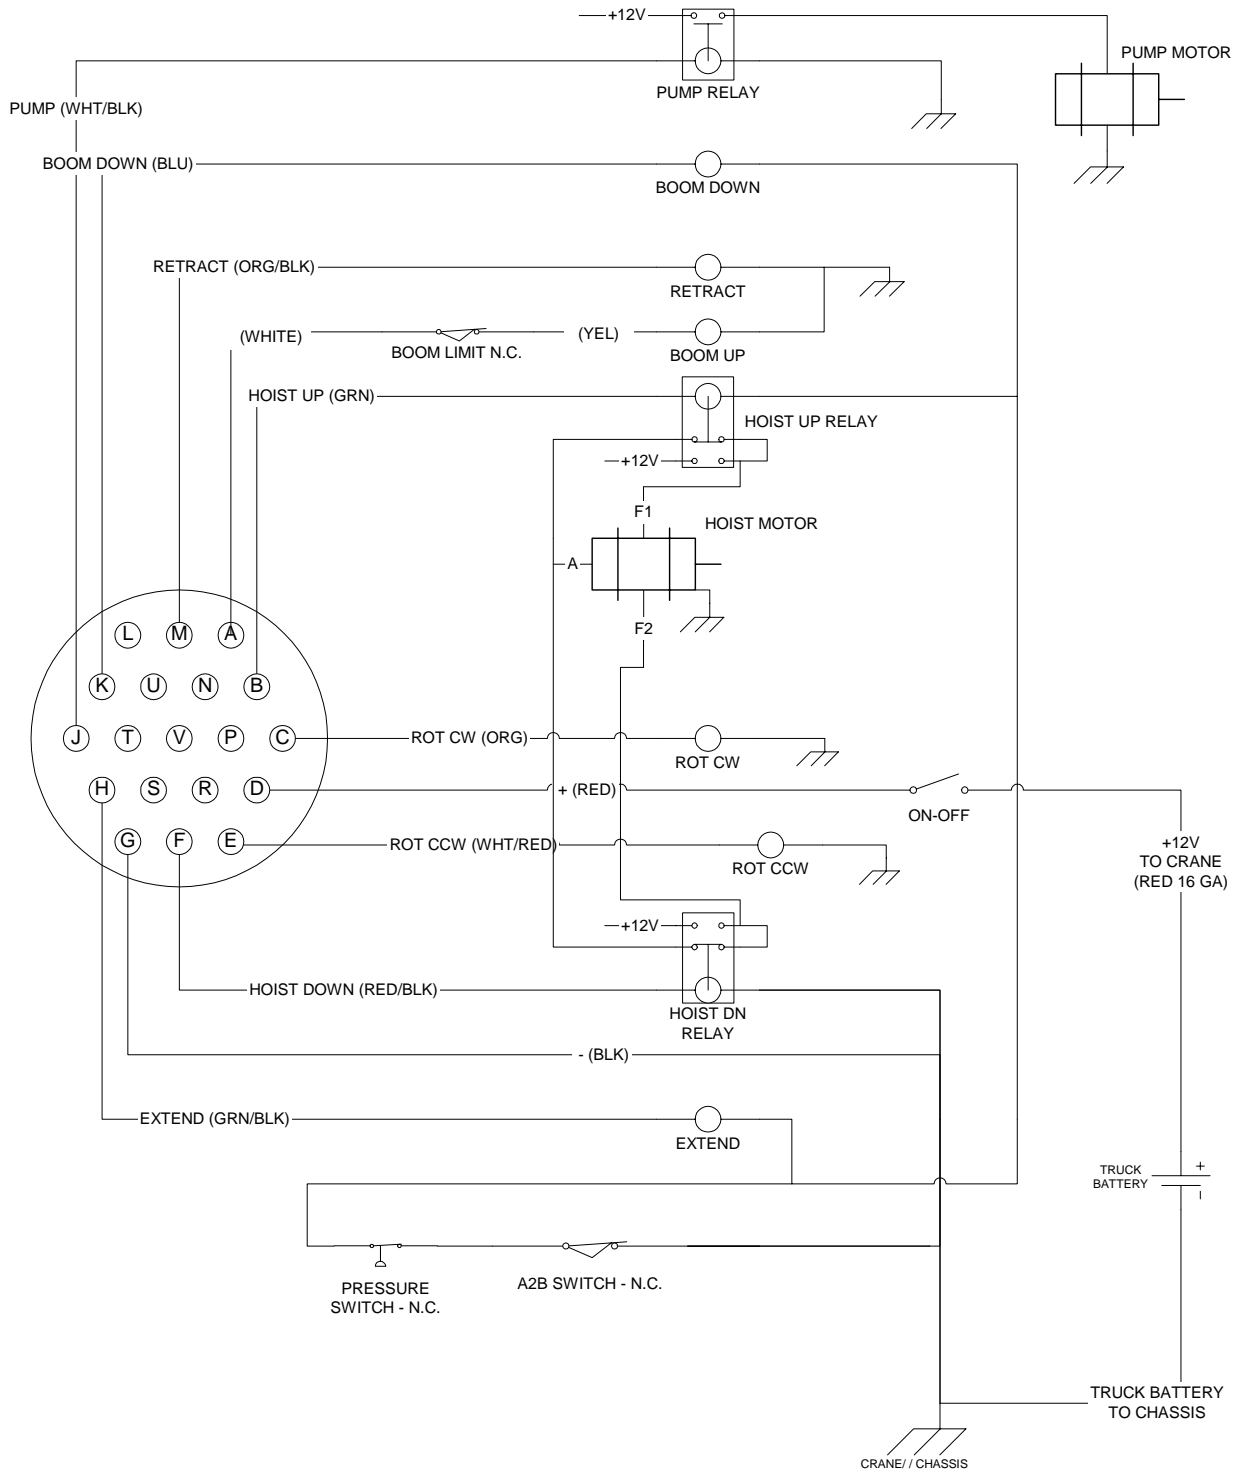 +12V
PUMP MOTOR
PUMP RELAY
PUMP (WHT/BLK)
BOOM DOWN (BLU)
BOOM DOWN
RETRACT (ORG/BLK)
RETRACT
(WHITE)
(YEL)
BOOM LIMIT N.C.
BOOM UP
HOIST UP (GRN)
HOIST UP RELAY
+12V
F1
HOIST MOTOR
A
F2
L M A
K U N B
J T V P C
H S R D
G F E
ROT CW (ORG)
ROT CW
+ (RED)
ON-OFF
ROT CCW (WHT/RED)
ROT CCW
+12V
TO CRANE
(RED 16 GA)
+12V
HOIST DOWN (RED/BLK)
HOIST DN
RELAY
- (BLK)
EXTEND (GRN/BLK)
EXTEND
TRUCK
BATTERY
+
–
PRESSURE
SWITCH - N.C.
A2B SWITCH - N.C.
TRUCK BATTERY
TO CHASSIS
CRANE/ / CHASSIS